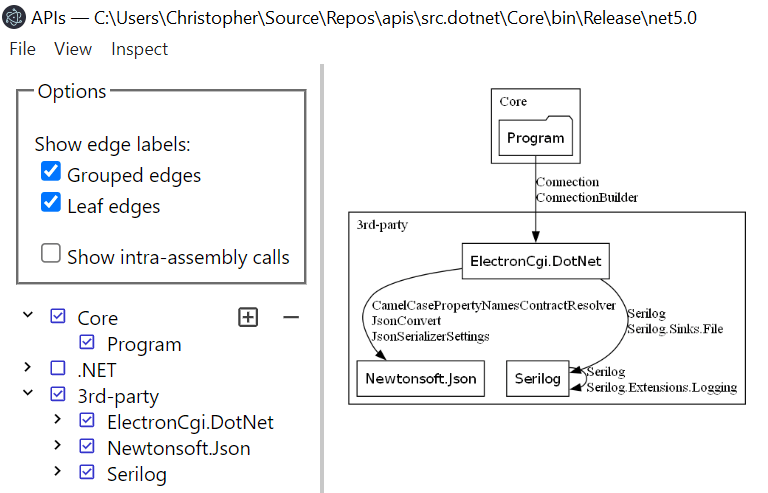 APIs — C:\Users\Christopher\Source\Repos\apis\src.dotnet\Core\bin\Release\net5.0
File View Inspect
Options
Show edge labels:
Grouped edges
Leaf edges
Show intra-assembly calls
Core
Program
.NET
3rd-party
ElectronCgi.DotNet
Newtonsoft.Json
Serilog
Core
Program
Connection
ConnectionBuilder
3rd-party
ElectronCgi.DotNet
CamelCasePropertyNamesContractResolver
JsonConvert
JsonSerializerSettings
Serilog
Serilog.Sinks.File
Newtonsoft.Json
Serilog
Serilog
Serilog.Extensions.Logging